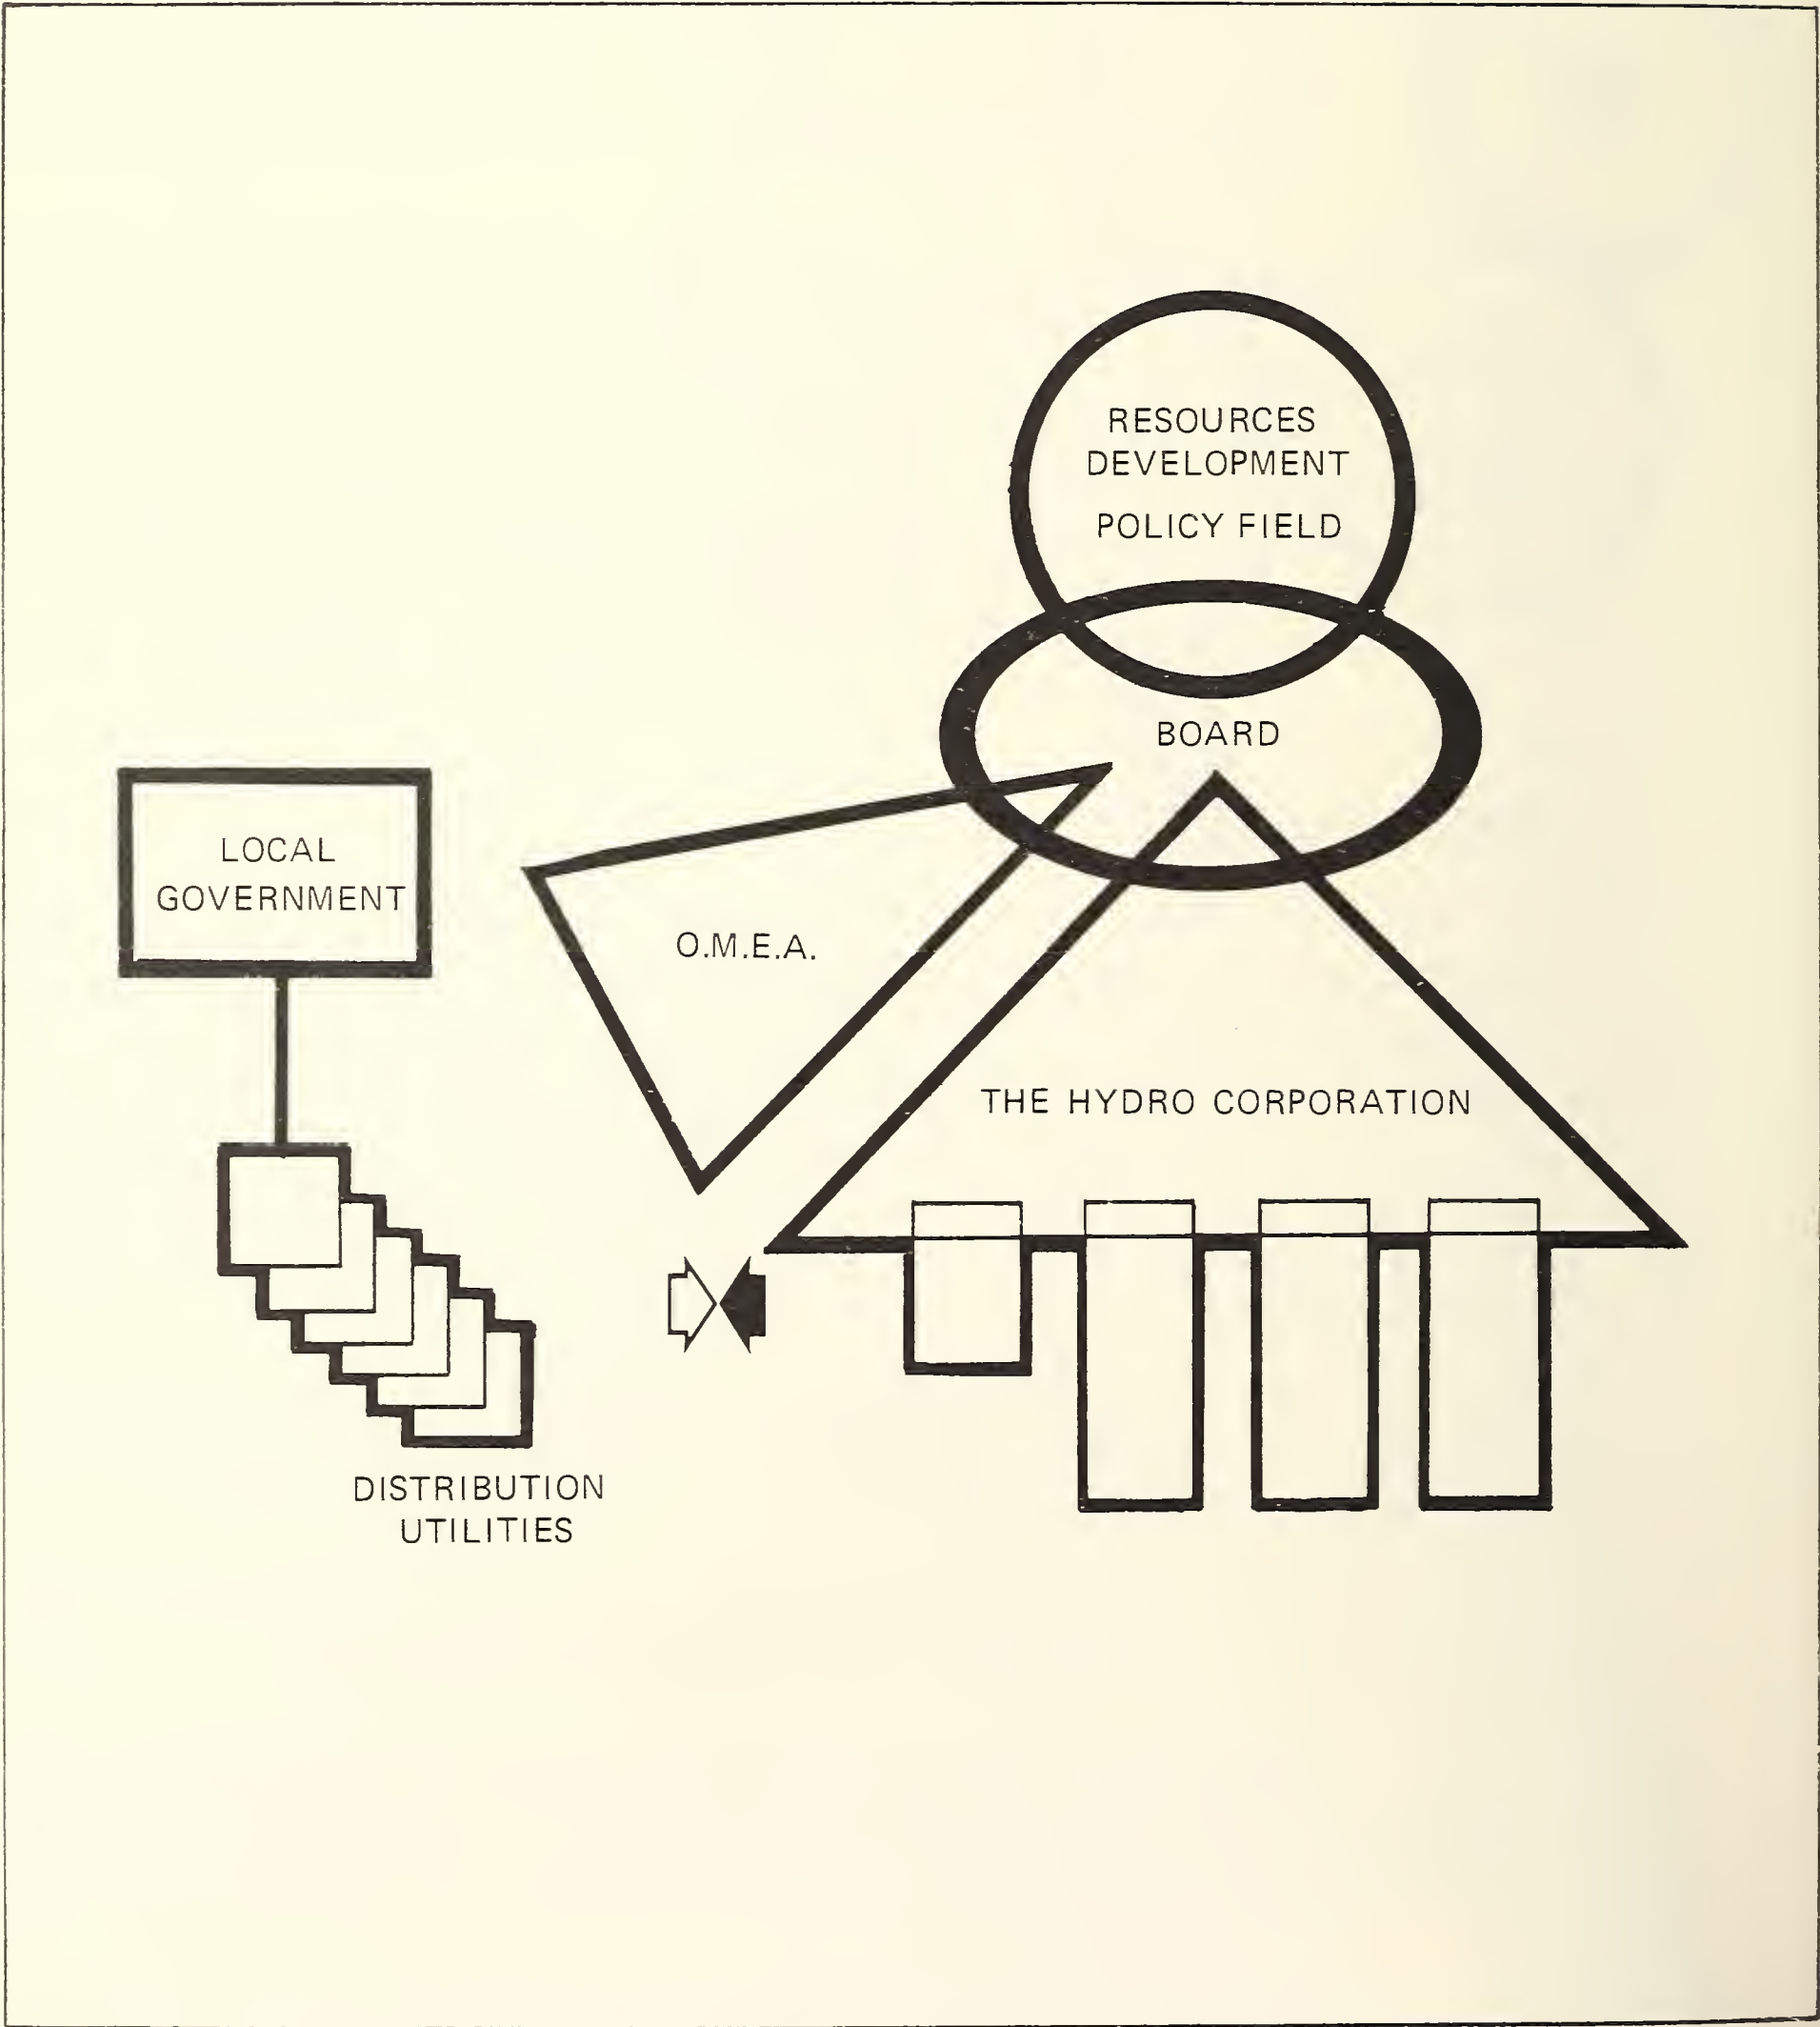 RESOURCES
DEVELOPMENT
POLICY FIELD
BOARD
LOCAL
GOVERNMENT
O.M.E.A.
THE HYDRO CORPORATION
DISTRIBUTION
UTILITIES